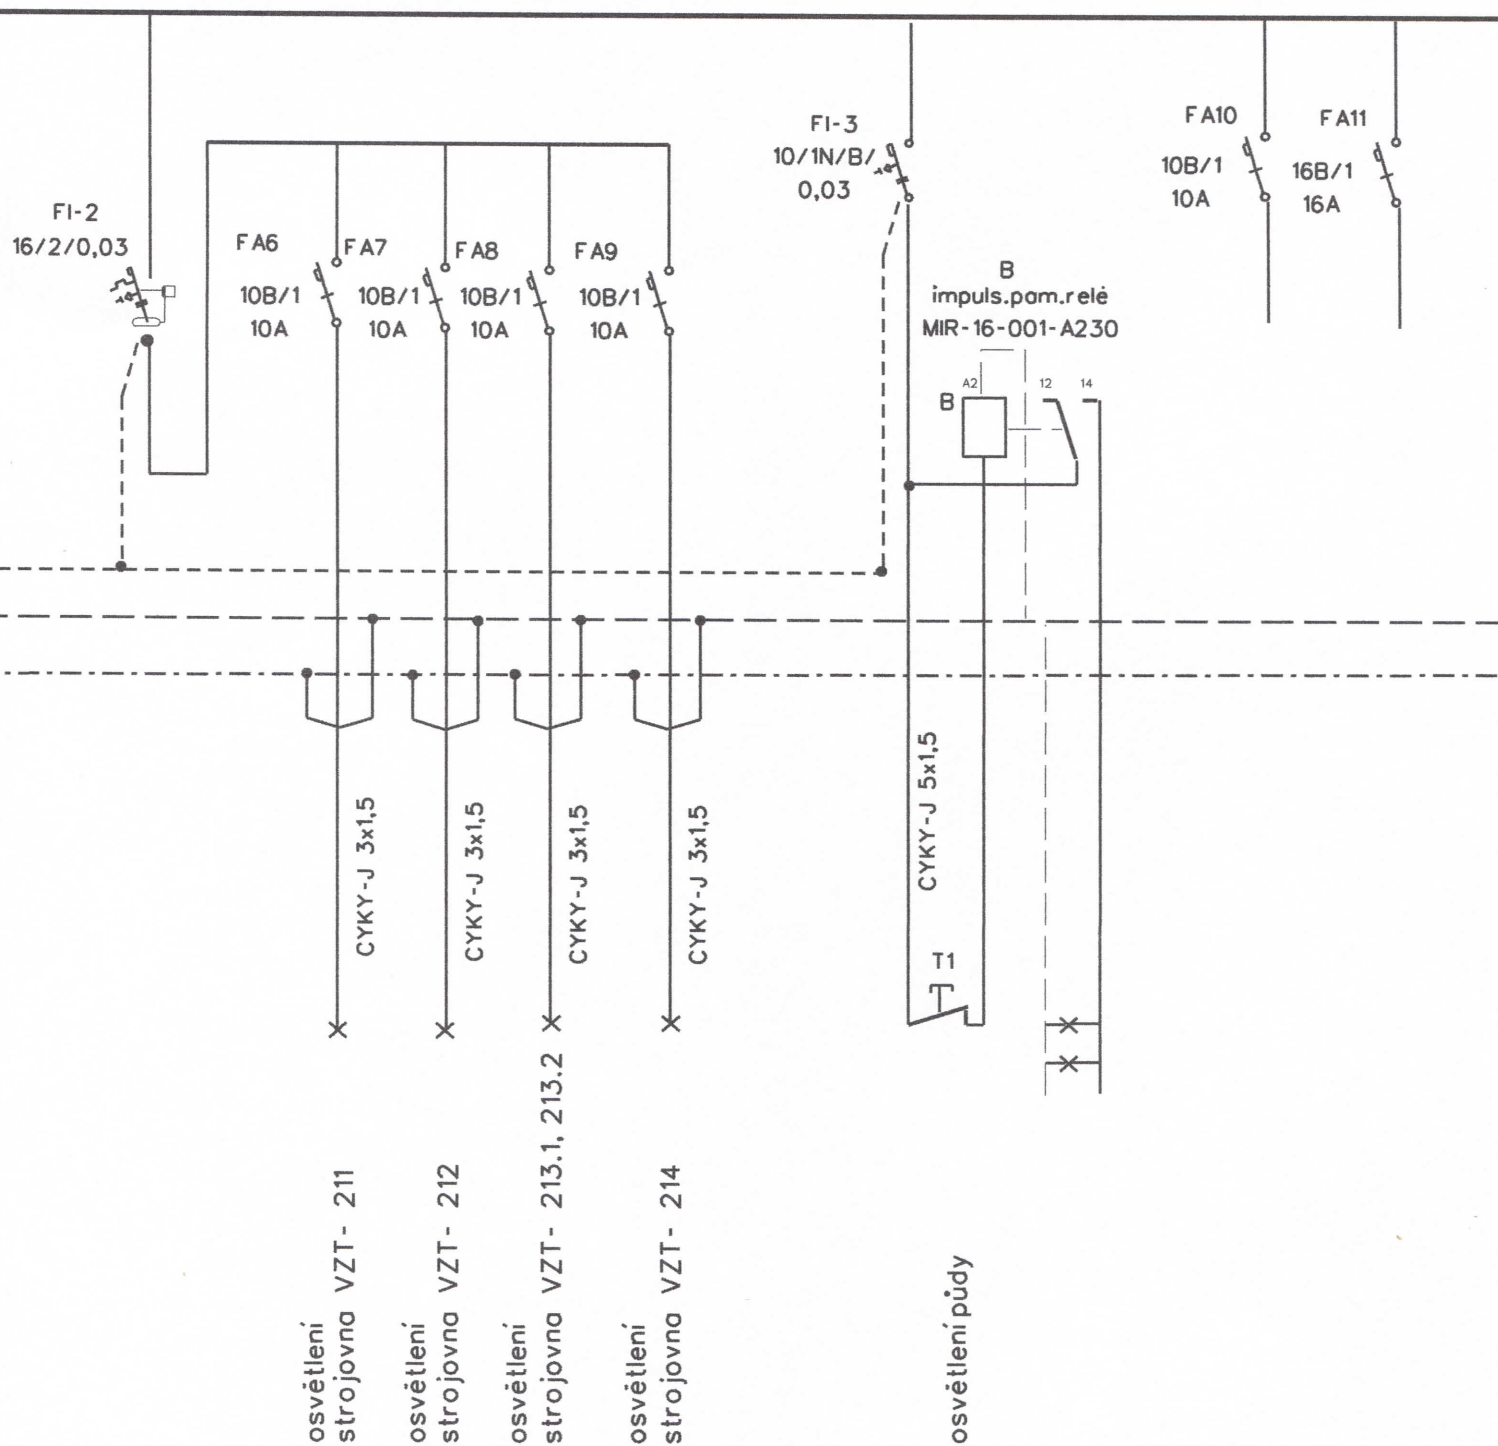 FI-2
16/2/0,03
FA6
10B/1
10A
FA7
10B/1
10A
FA8
10B/1
10A
FA9
10B/1
10A
FI-3
10/1N/B/
0,03
B
impuls.pam.relé
MIR-16-001-A230
A2
12
14
B
FA10
10B/1
10A
FA11
16B/1
16A
CYKY-J 3x1,5
CYKY-J 3x1,5
CYKY-J 3x1,5
CYKY-J 3x1,5
CYKY-J 5x1,5
T1
osvětlení
strojovna VZT- 211
osvětlení
strojovna VZT- 212
osvětlení
strojovna VZT- 213.1, 213.2
osvětlení
strojovna VZT- 214
osvětlení půdy